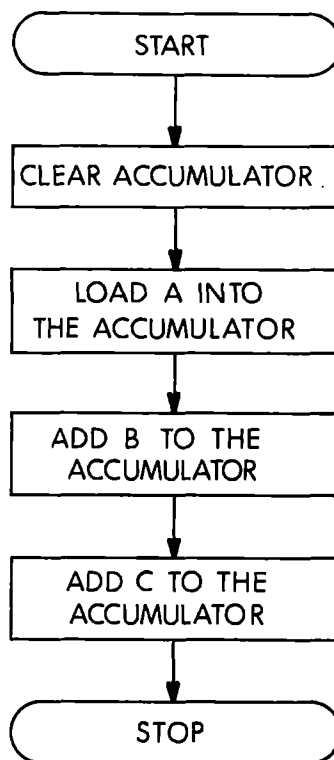 START
CLEAR ACCUMULATOR
LOAD A INTO
THE ACCUMULATOR
ADD B TO THE
ACCUMULATOR
ADD C TO THE
ACCUMULATOR
STOP